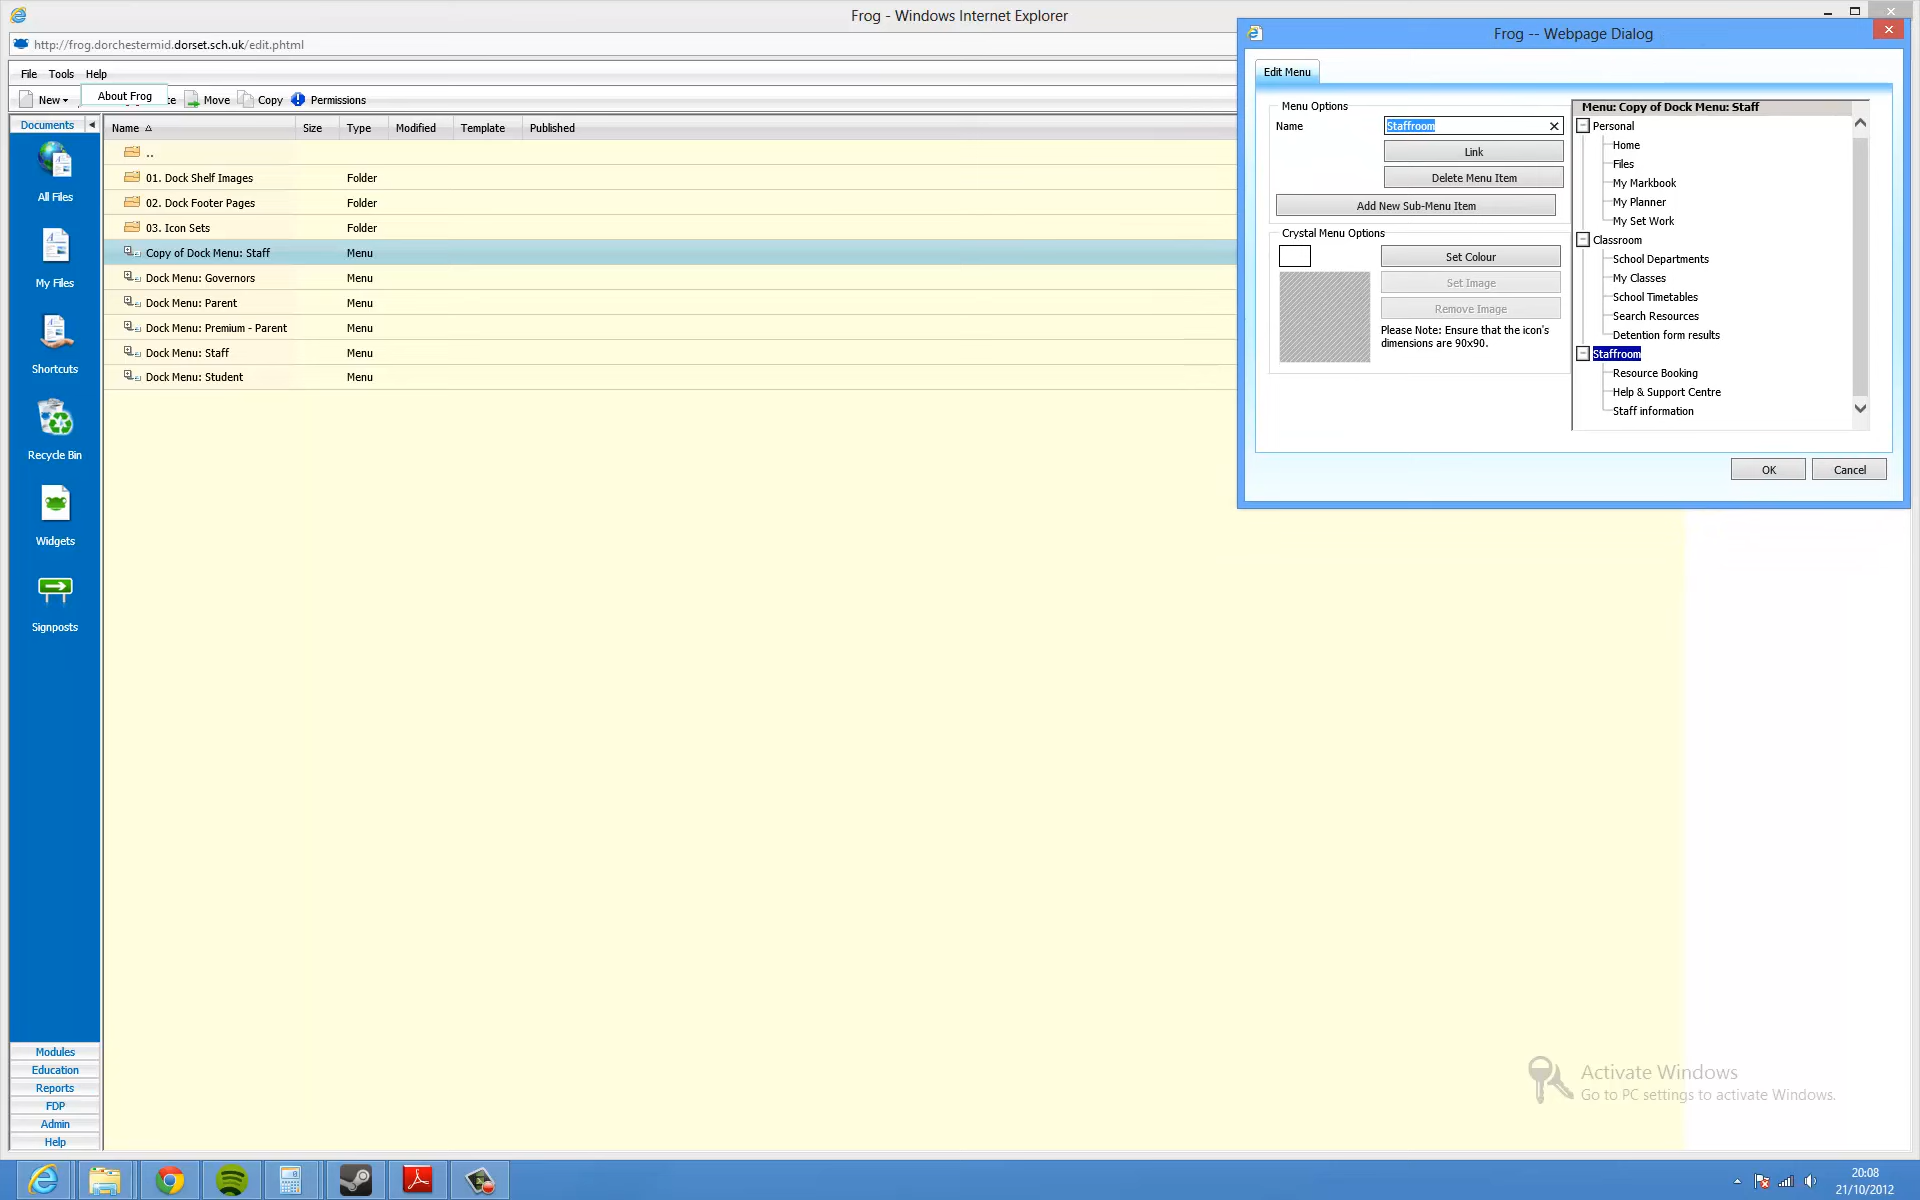 Frog - Windows Internet Explorer
http://frog.dorchestermid.dorset.sch.uk/edit.phtml
File Tools Help
New About Frog Move Copy Permissions
Documents
All Files
My Files
Shortcuts
Recycle Bin
Widgets
Signposts
Modules
Education
Reports
FDP
Admin
Help
Name Size Type Modified Template Published
..
01. Dock Shelf Images Folder
02. Dock Footer Pages Folder
03. Icon Sets Folder
Copy of Dock Menu: Staff Menu
Dock Menu: Governors Menu
Dock Menu: Parent Menu
Dock Menu: Premium - Parent Menu
Dock Menu: Staff Menu
Dock Menu: Student Menu
Frog -- Webpage Dialog
Edit Menu
Menu Options
Name Staffroom
Link
Delete Menu Item
Add New Sub-Menu Item
Crystal Menu Options
Set Colour
Set Image
Remove Image
Please Note: Ensure that the icon's
dimensions are 90x90.
Menu: Copy of Dock Menu: Staff
Personal
Home
Files
My Markbook
My Planner
My Set Work
Classroom
School Departments
My Classes
School Timetables
Search Resources
Detention form results
Staffroom
Resource Booking
Help & Support Centre
Staff information
OK Cancel
Activate Windows
Go to PC settings to activate Windows.
20:08
21/10/2012